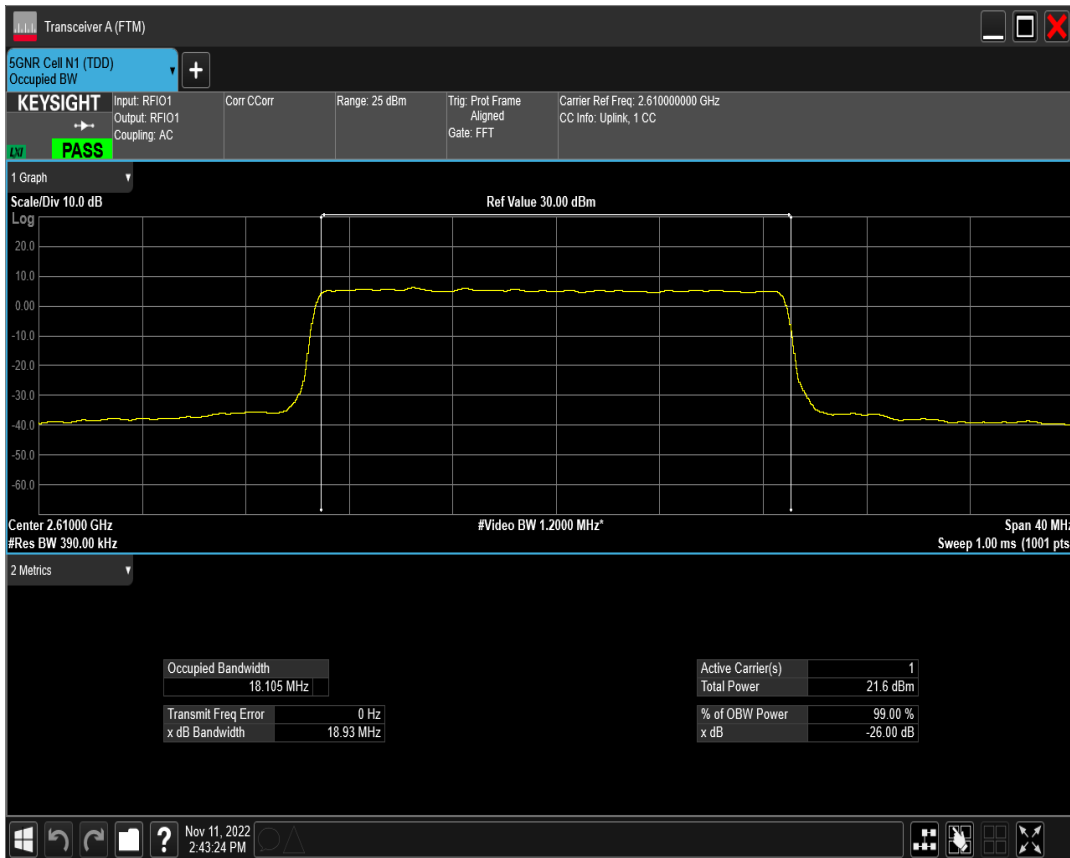 Transceiver A (FTM)
5GNR Cell N1 (TDD)
Occupied BW
+
KEYSIGHT
Input: RFIO1
Output: RFIO1
Coupling: AC
Corr CCorr
Range: 25 dBm
Trig: Prot Frame
Aligned
Gate: FFT
Carrier Ref Freq: 2.610000000 GHz
CC Info: Uplink, 1 CC
LXI
PASS
1 Graph
Scale/Div 10.0 dB
Ref Value 30.00 dBm
Log
20.0
10.0
0.00
-10.0
-20.0
-30.0
-40.0
-50.0
-60.0
Center 2.61000 GHz
#Video BW 1.2000 MHz*
Span 40 MHz
#Res BW 390.00 kHz
Sweep 1.00 ms (1001 pts
2 Metrics
Occupied Bandwidth
18.105 MHz
Transmit Freq Error 0 Hz
x dB Bandwidth 18.93 MHz
Active Carrier(s) 1
Total Power 21.6 dBm
% of OBW Power 99.00 %
x dB -26.00 dB
?
Nov 11, 2022
2:43:24 PM